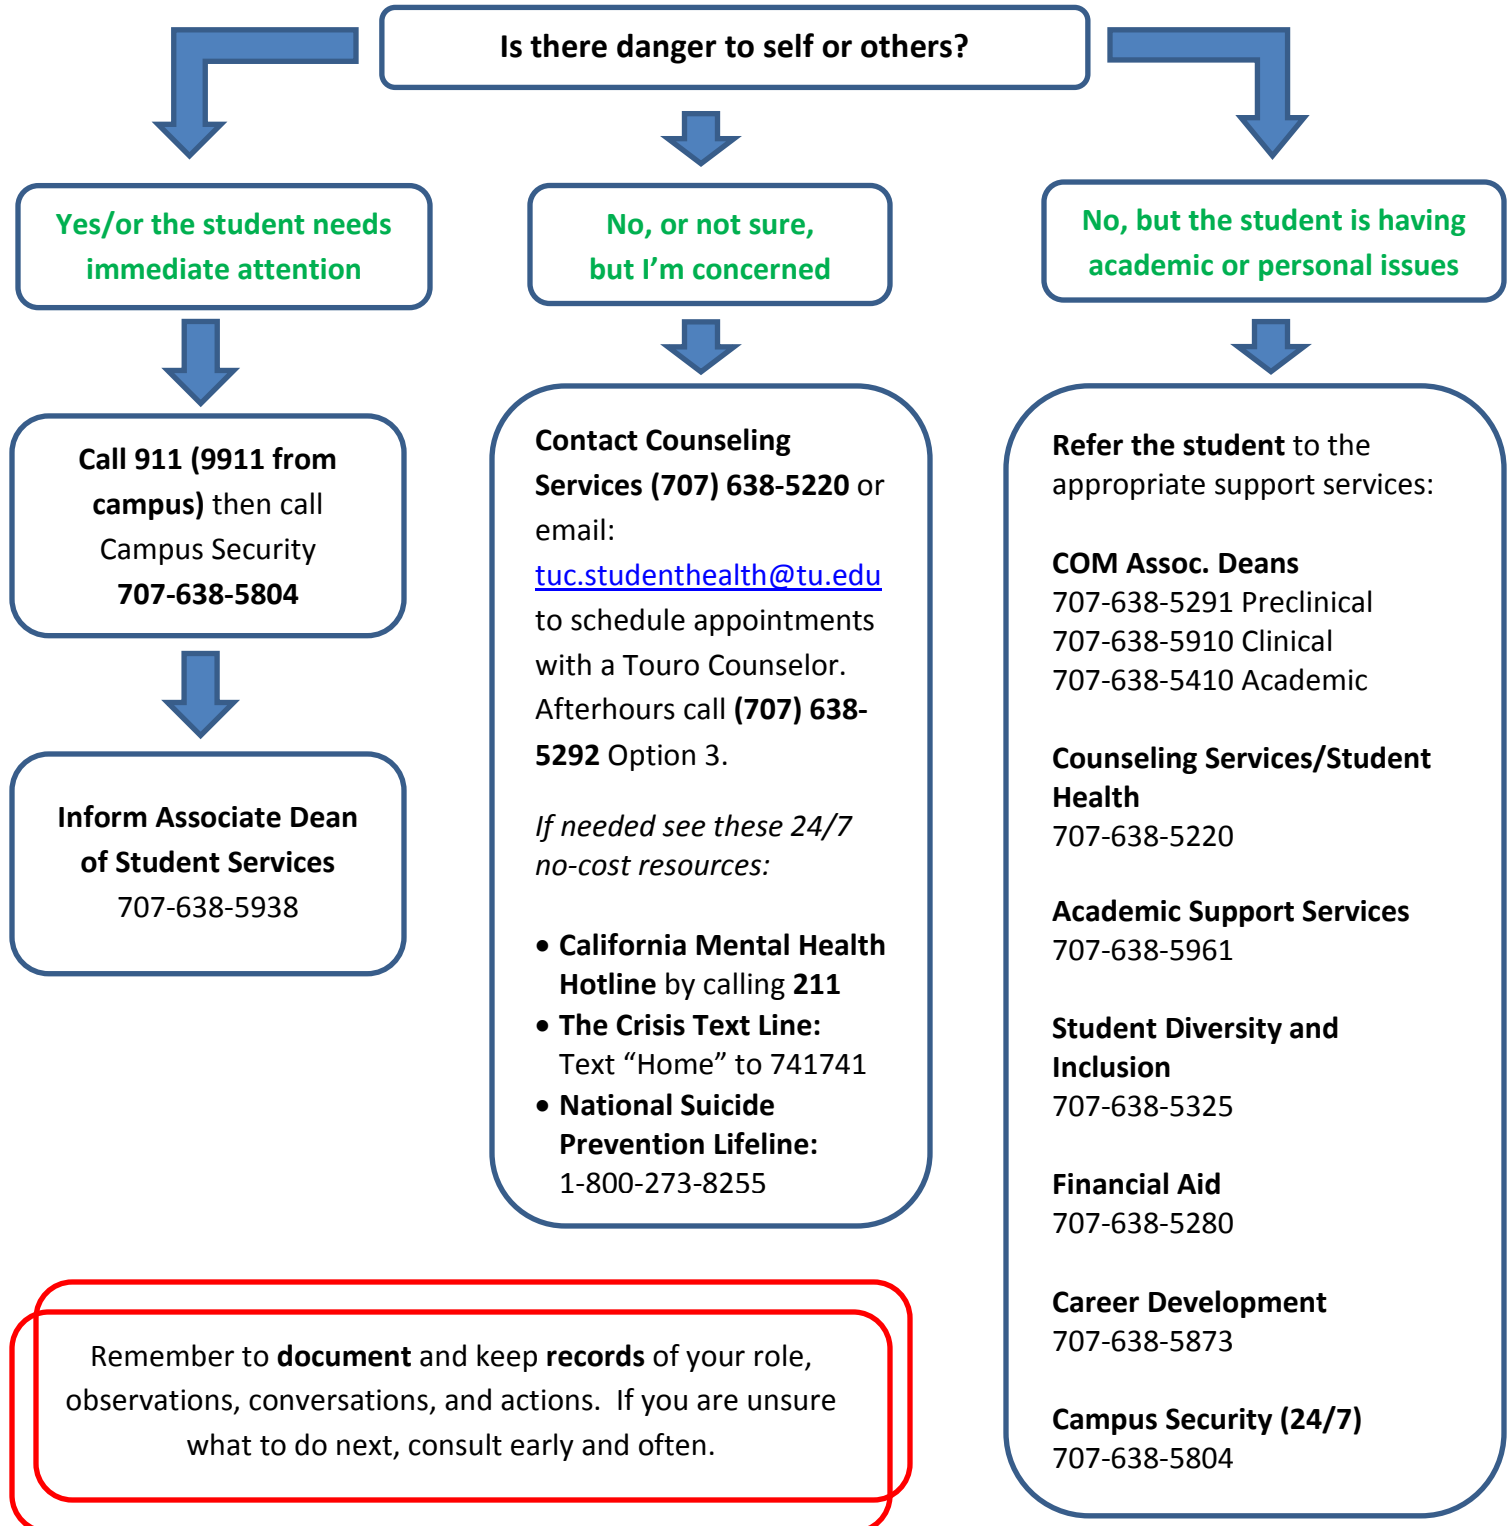 Is there danger to self or others?
Yes/or the student needs
immediate attention
Call 911 (9911 from
campus) then call
Campus Security
707-638-5804
Inform Associate Dean
of Student Services
707-638-5938
No, or not sure,
but I’m concerned
Contact Counseling
Services (707) 638-5220 or
email:
tuc.studenthealth@tu.edu
to schedule appointments
with a Touro Counselor.
Afterhours call (707) 638-
5292 Option 3.
If needed see these 24/7
no-cost resources:
• California Mental Health
Hotline by calling 211
• The Crisis Text Line:
Text “Home” to 741741
• National Suicide
Prevention Lifeline:
1-800-273-8255
No, but the student is having
academic or personal issues
Refer the student to the
appropriate support services:
COM Assoc. Deans
707-638-5291 Preclinical
707-638-5910 Clinical
707-638-5410 Academic
Counseling Services/Student
Health
707-638-5220
Academic Support Services
707-638-5961
Student Diversity and
Inclusion
707-638-5325
Financial Aid
707-638-5280
Career Development
707-638-5873
Campus Security (24/7)
707-638-5804
Remember to document and keep records of your role,
observations, conversations, and actions.  If you are unsure
what to do next, consult early and often.